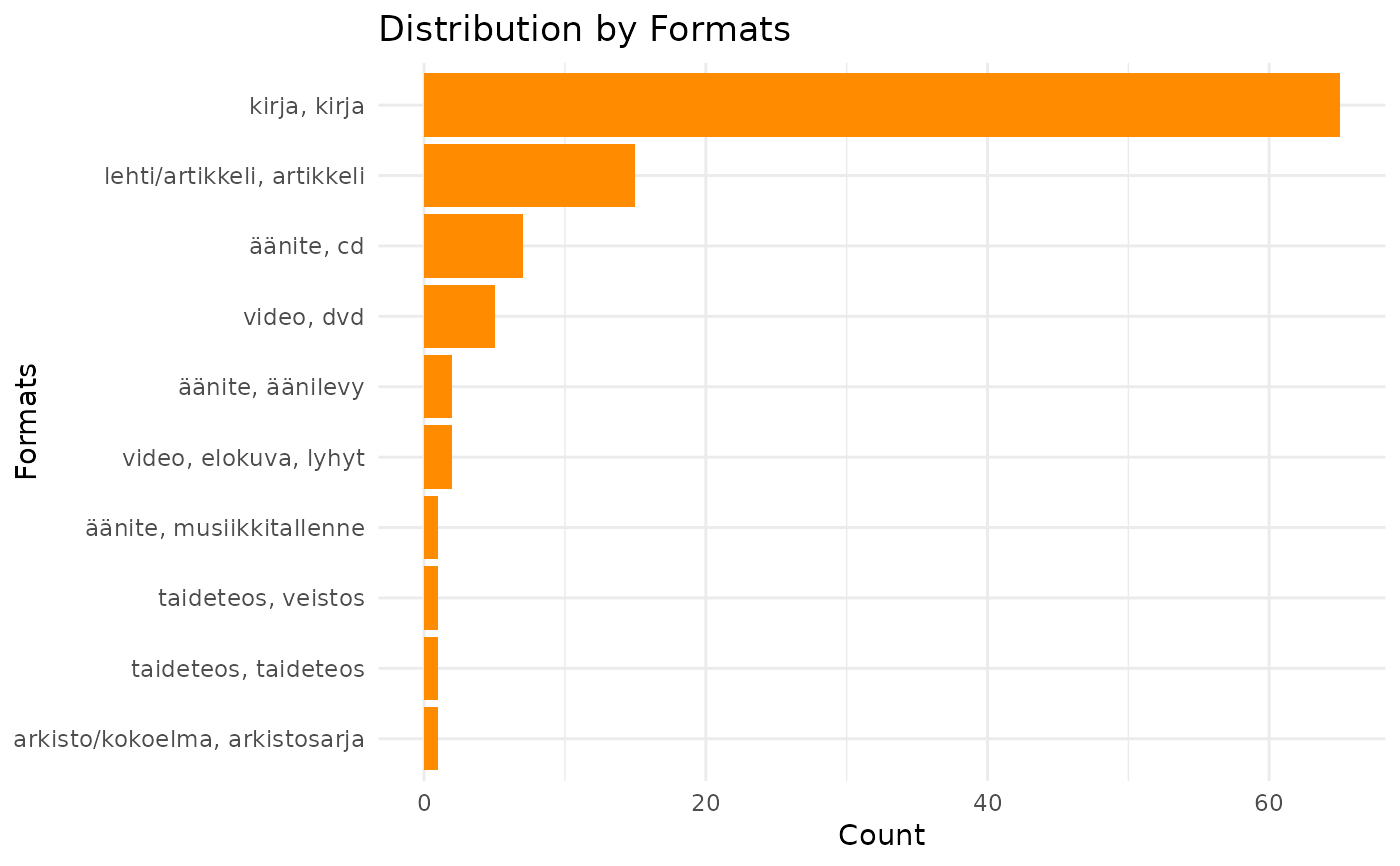 Distribution by Formats
Formats
kirja, kirja
lehti/artikkeli, artikkeli
äänite, cd
video, dvd
äänite, äänilevy
video, elokuva, lyhyt
äänite, musiikkitallenne
taideteos, veistos
taideteos, taideteos
arkisto/kokoelma, arkistosarja
0 20 40 60
Count